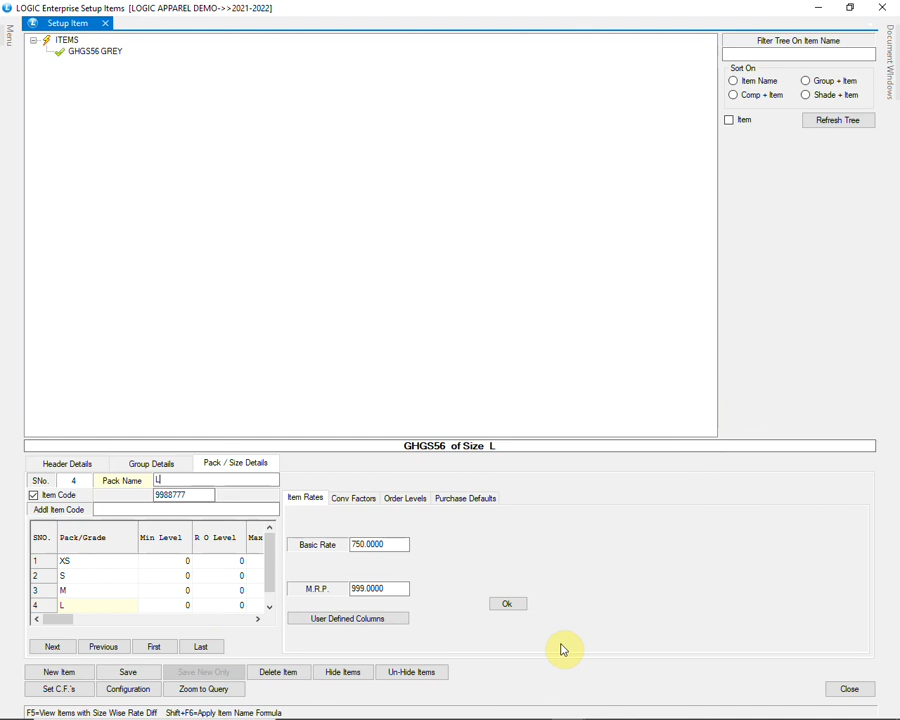 LOGIC Enterprise Setup Items [LOGIC APPAREL DEMO->>2021-2022]
Menu
Setup Item
Document Windows
ITEMS
GHGS56 GREY
Filter Tree On Item Name
Sort On
Item Name
Group + Item
Comp + Item
Shade + Item
Item
Refresh Tree
GHGS56 of Size L
Header Details
Group Details
Pack / Size Details
SNo. 4 Pack Name L
Item Code 9988777
Addl Item Code
SNO. Pack/Grade Min Level R O Level Max
1 XS 0 0
2 S 0 0
3 M 0 0
4 L 0 0
Item Rates Conv Factors Order Levels Purchase Defaults
Basic Rate 750.0000
M.R.P. 999.0000
Ok
User Defined Columns
Next Previous First Last
New Item Save Save New Only Delete Item Hide Items Un-Hide Items
Set C.F.'s Configuration Zoom to Query Close
F5=View Items with Size Wise Rate Diff Shift+F6=Apply Item Name Formula